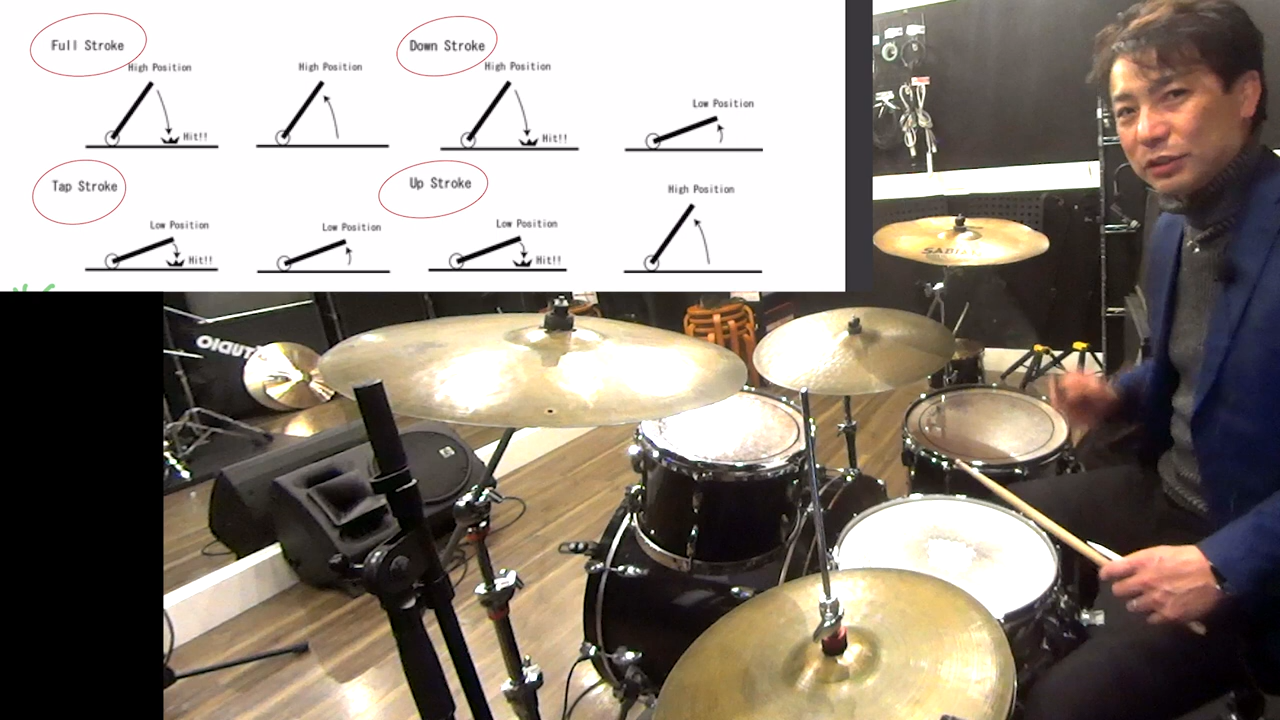 Full Stroke
Down Stroke
High Position
High Position
High Position
Low Position
Hit!!
Hit!!
Tap Stroke
Up Stroke
High Position
Low Position
Low Position
Low Position
Hit!!
Hit!!
SABIAN